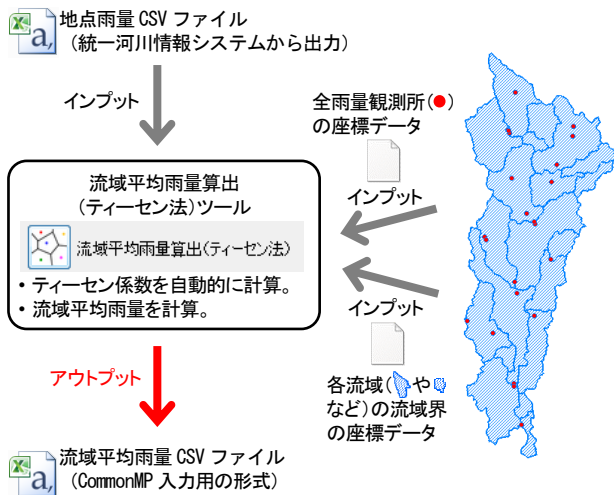 地点雨量 CSV ファイル
（統一河川情報システムから出力）
インプット
全雨量観測所(●)
の座標データ
インプット
流域平均雨量算出
（ティーセン法）ツール
流域平均雨量算出(ティーセン法)
・ティーセン係数を自動的に計算。
・流域平均雨量を計算。
インプット
各流域(や
など)の流域界
の座標データ
アウトプット
流域平均雨量 CSV ファイル
（CommonMP 入力用の形式）
a,
a,